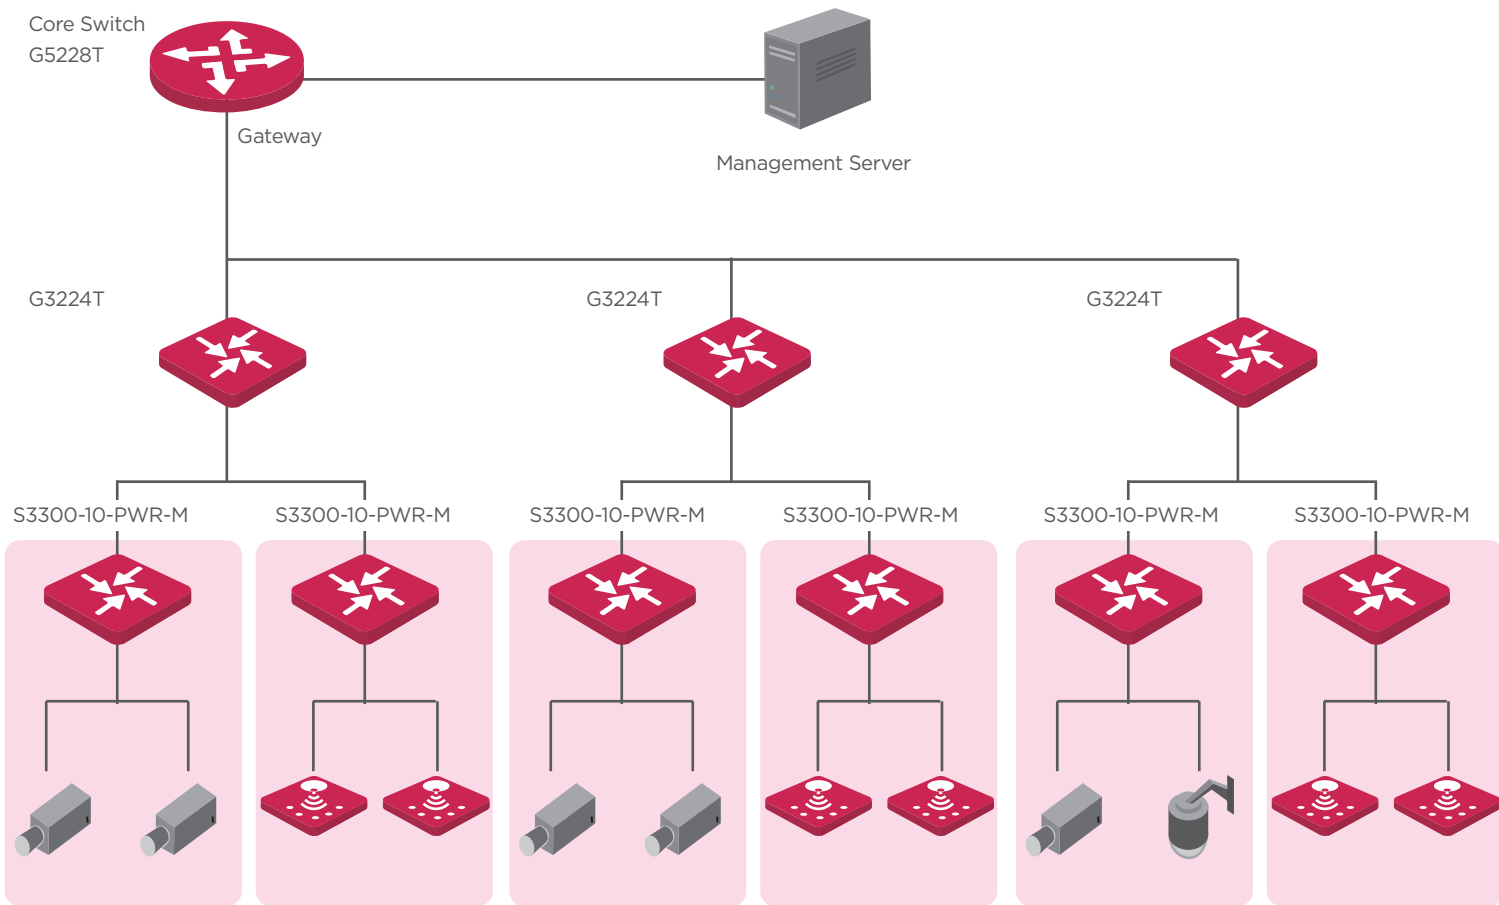 Core Switch
G5228T
Gateway
Management Server
G3224T
G3224T
G3224T
S3300-10-PWR-M
S3300-10-PWR-M
S3300-10-PWR-M
S3300-10-PWR-M
S3300-10-PWR-M
S3300-10-PWR-M